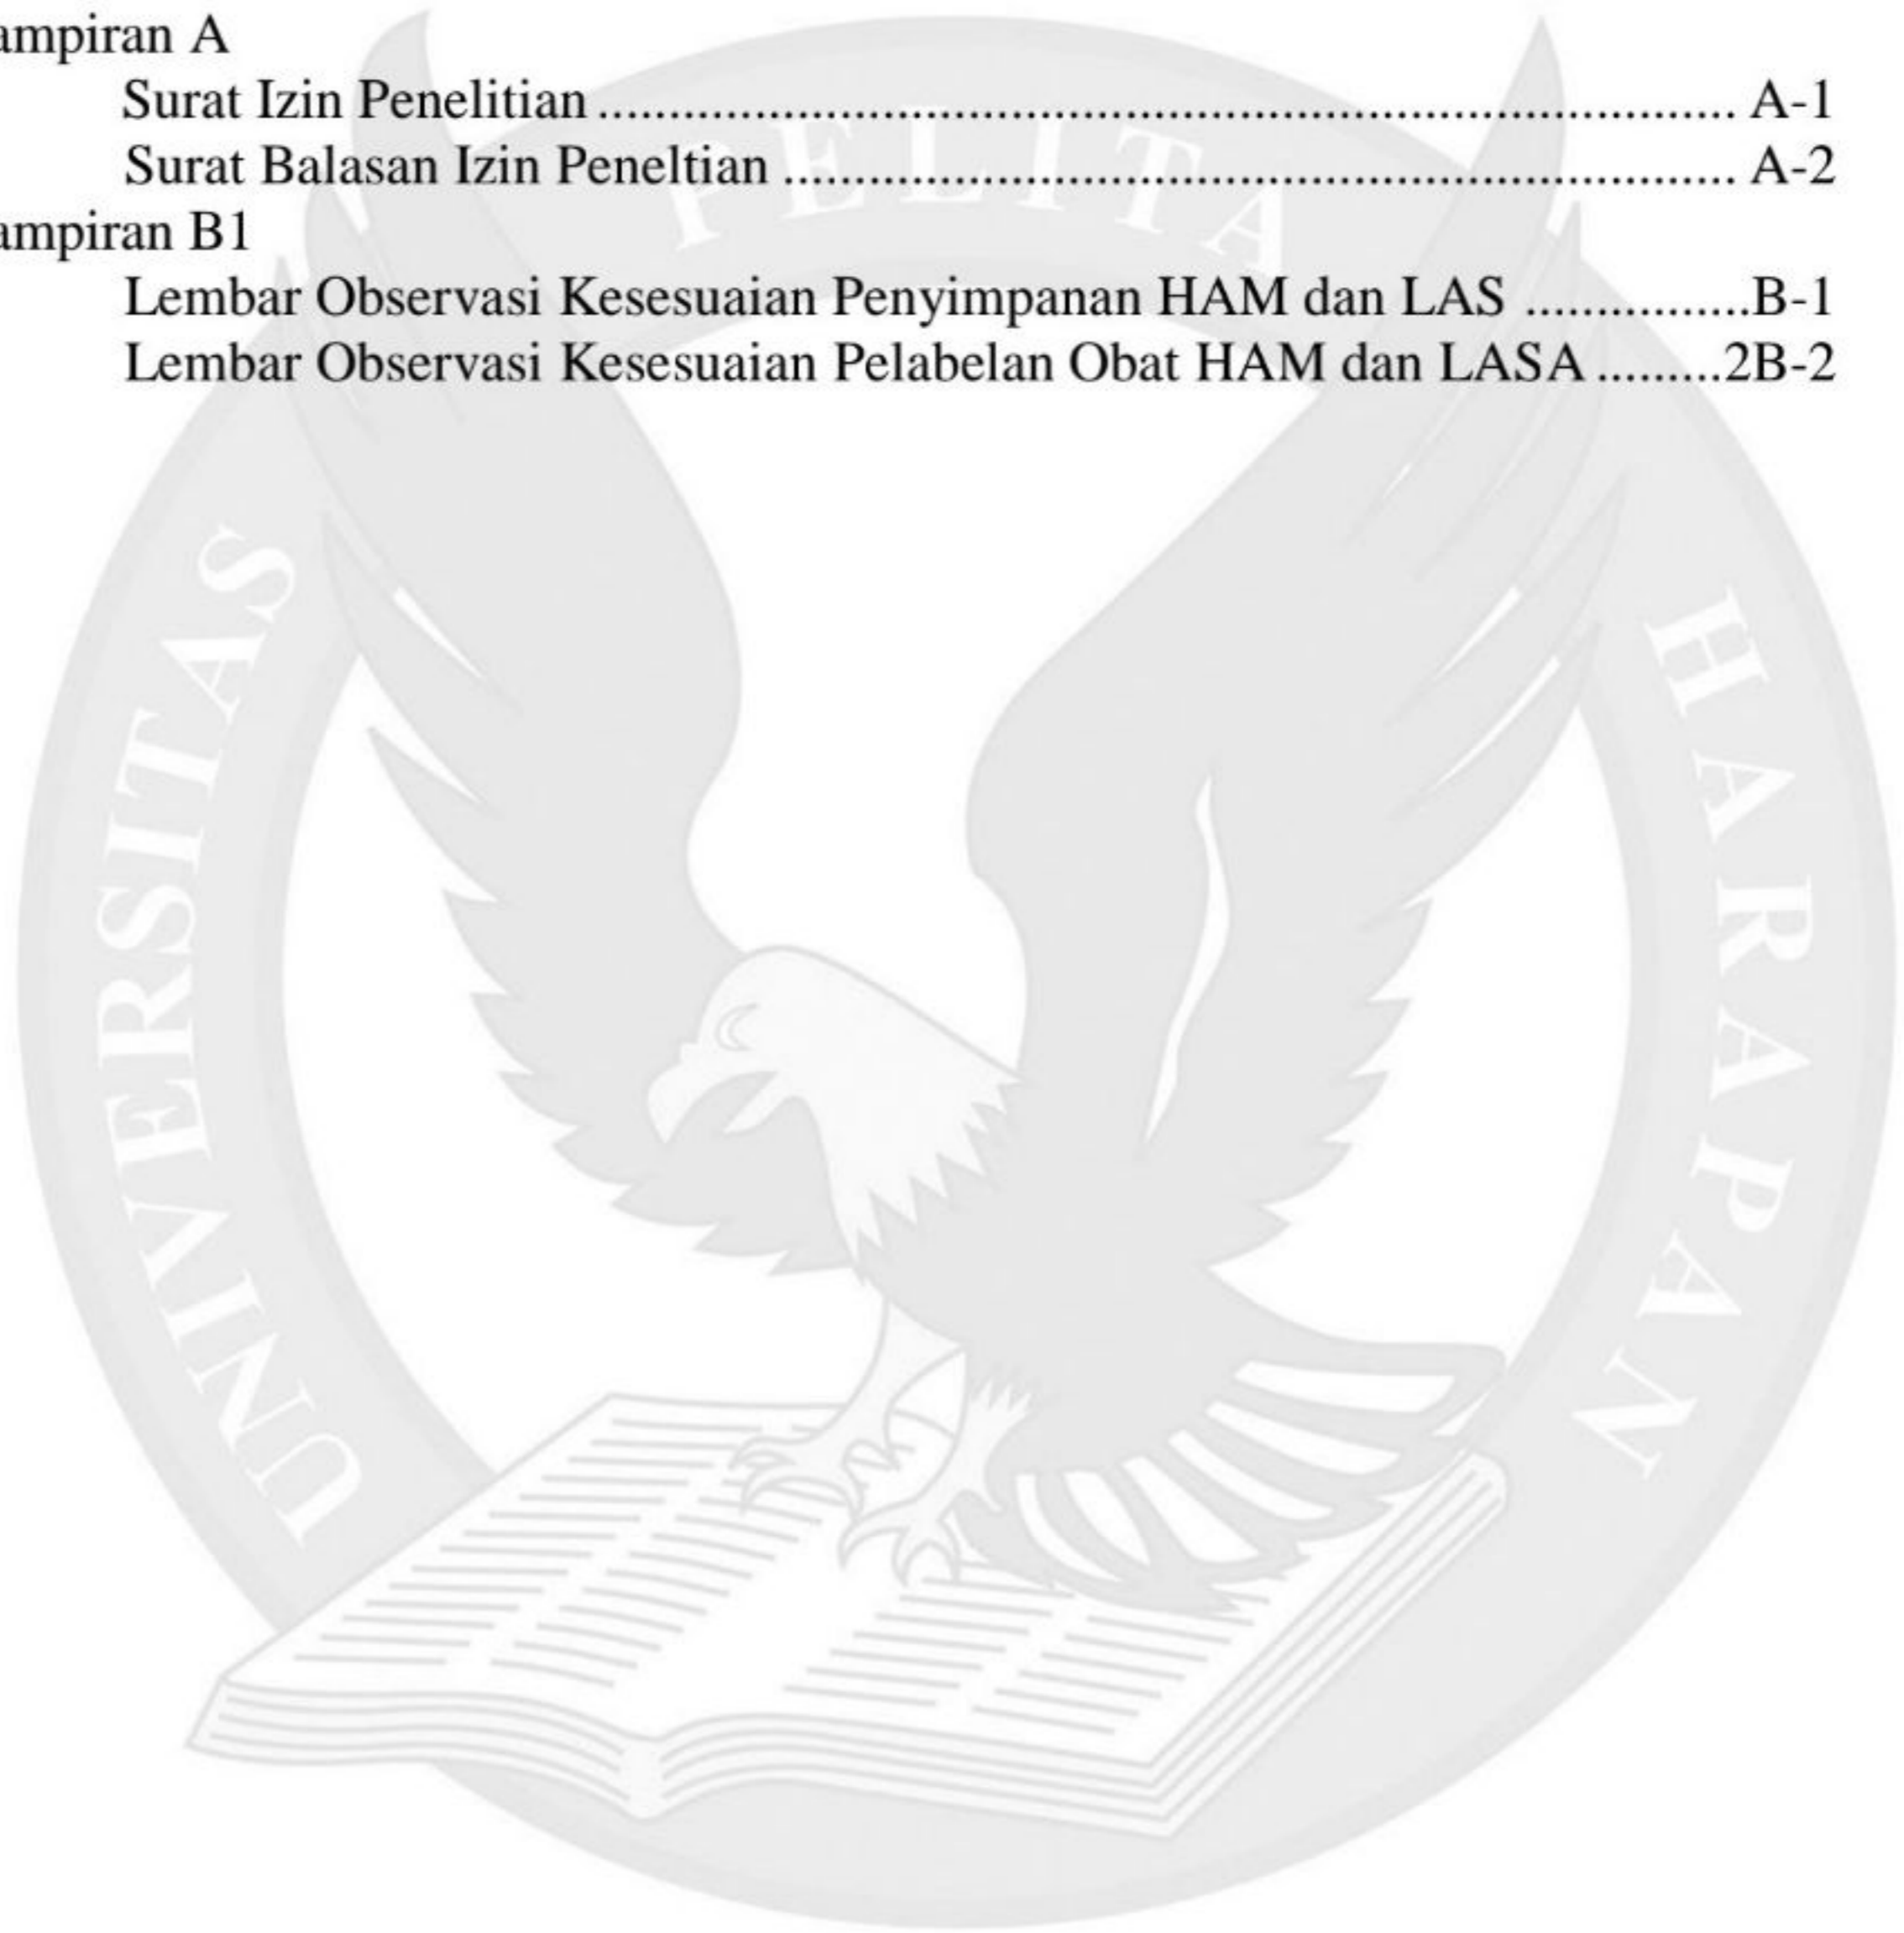 ampiran A
Surat Izin Penelitian ........................................................................ A-1
Surat Balasan Izin Peneltian ........................................................... A-2
ampiran B1
Lembar Observasi Kesesuaian Penyimpanan HAM dan LAS ................B-1
Lembar Observasi Kesesuaian Pelabelan Obat HAM dan LASA .........2B-2
UNIVERSITAS PELITA HARAPAN